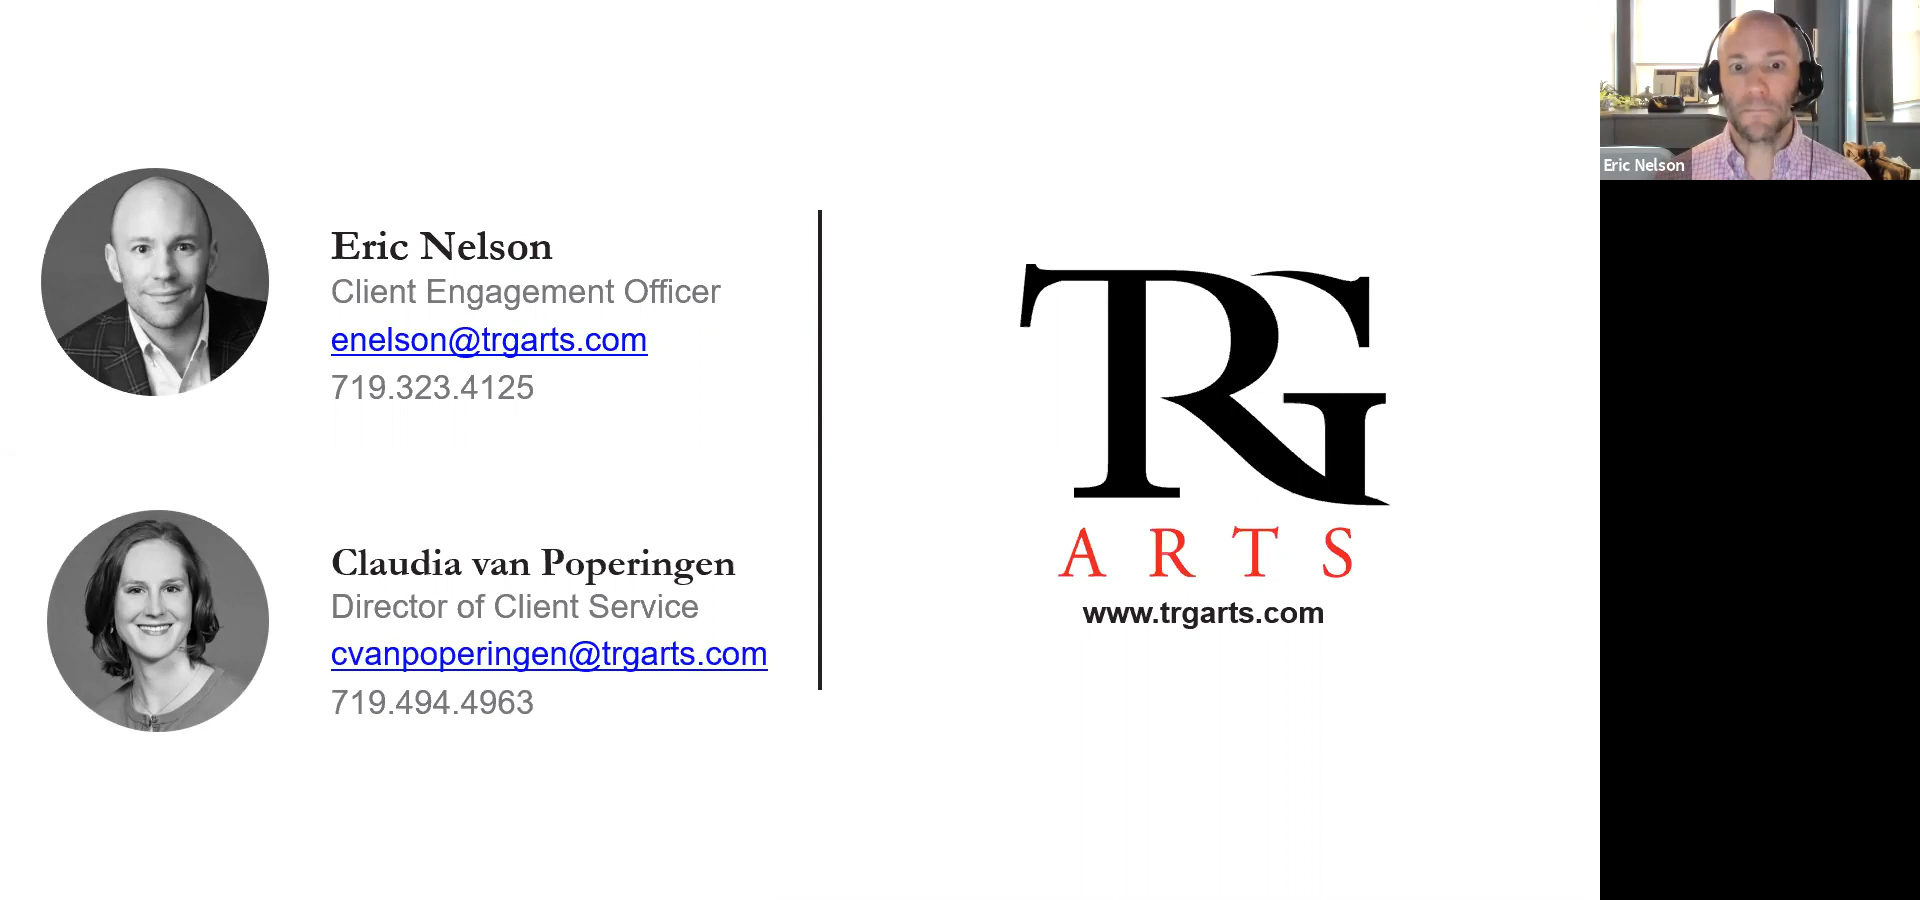 Eric Nelson
Client Engagement Officer
enelson@trgarts.com
719.323.4125
Claudia van Poperingen
Director of Client Service
cvanpoperingen@trgarts.com
719.494.4963
TRG
ARTS
www.trgarts.com
Eric Nelson